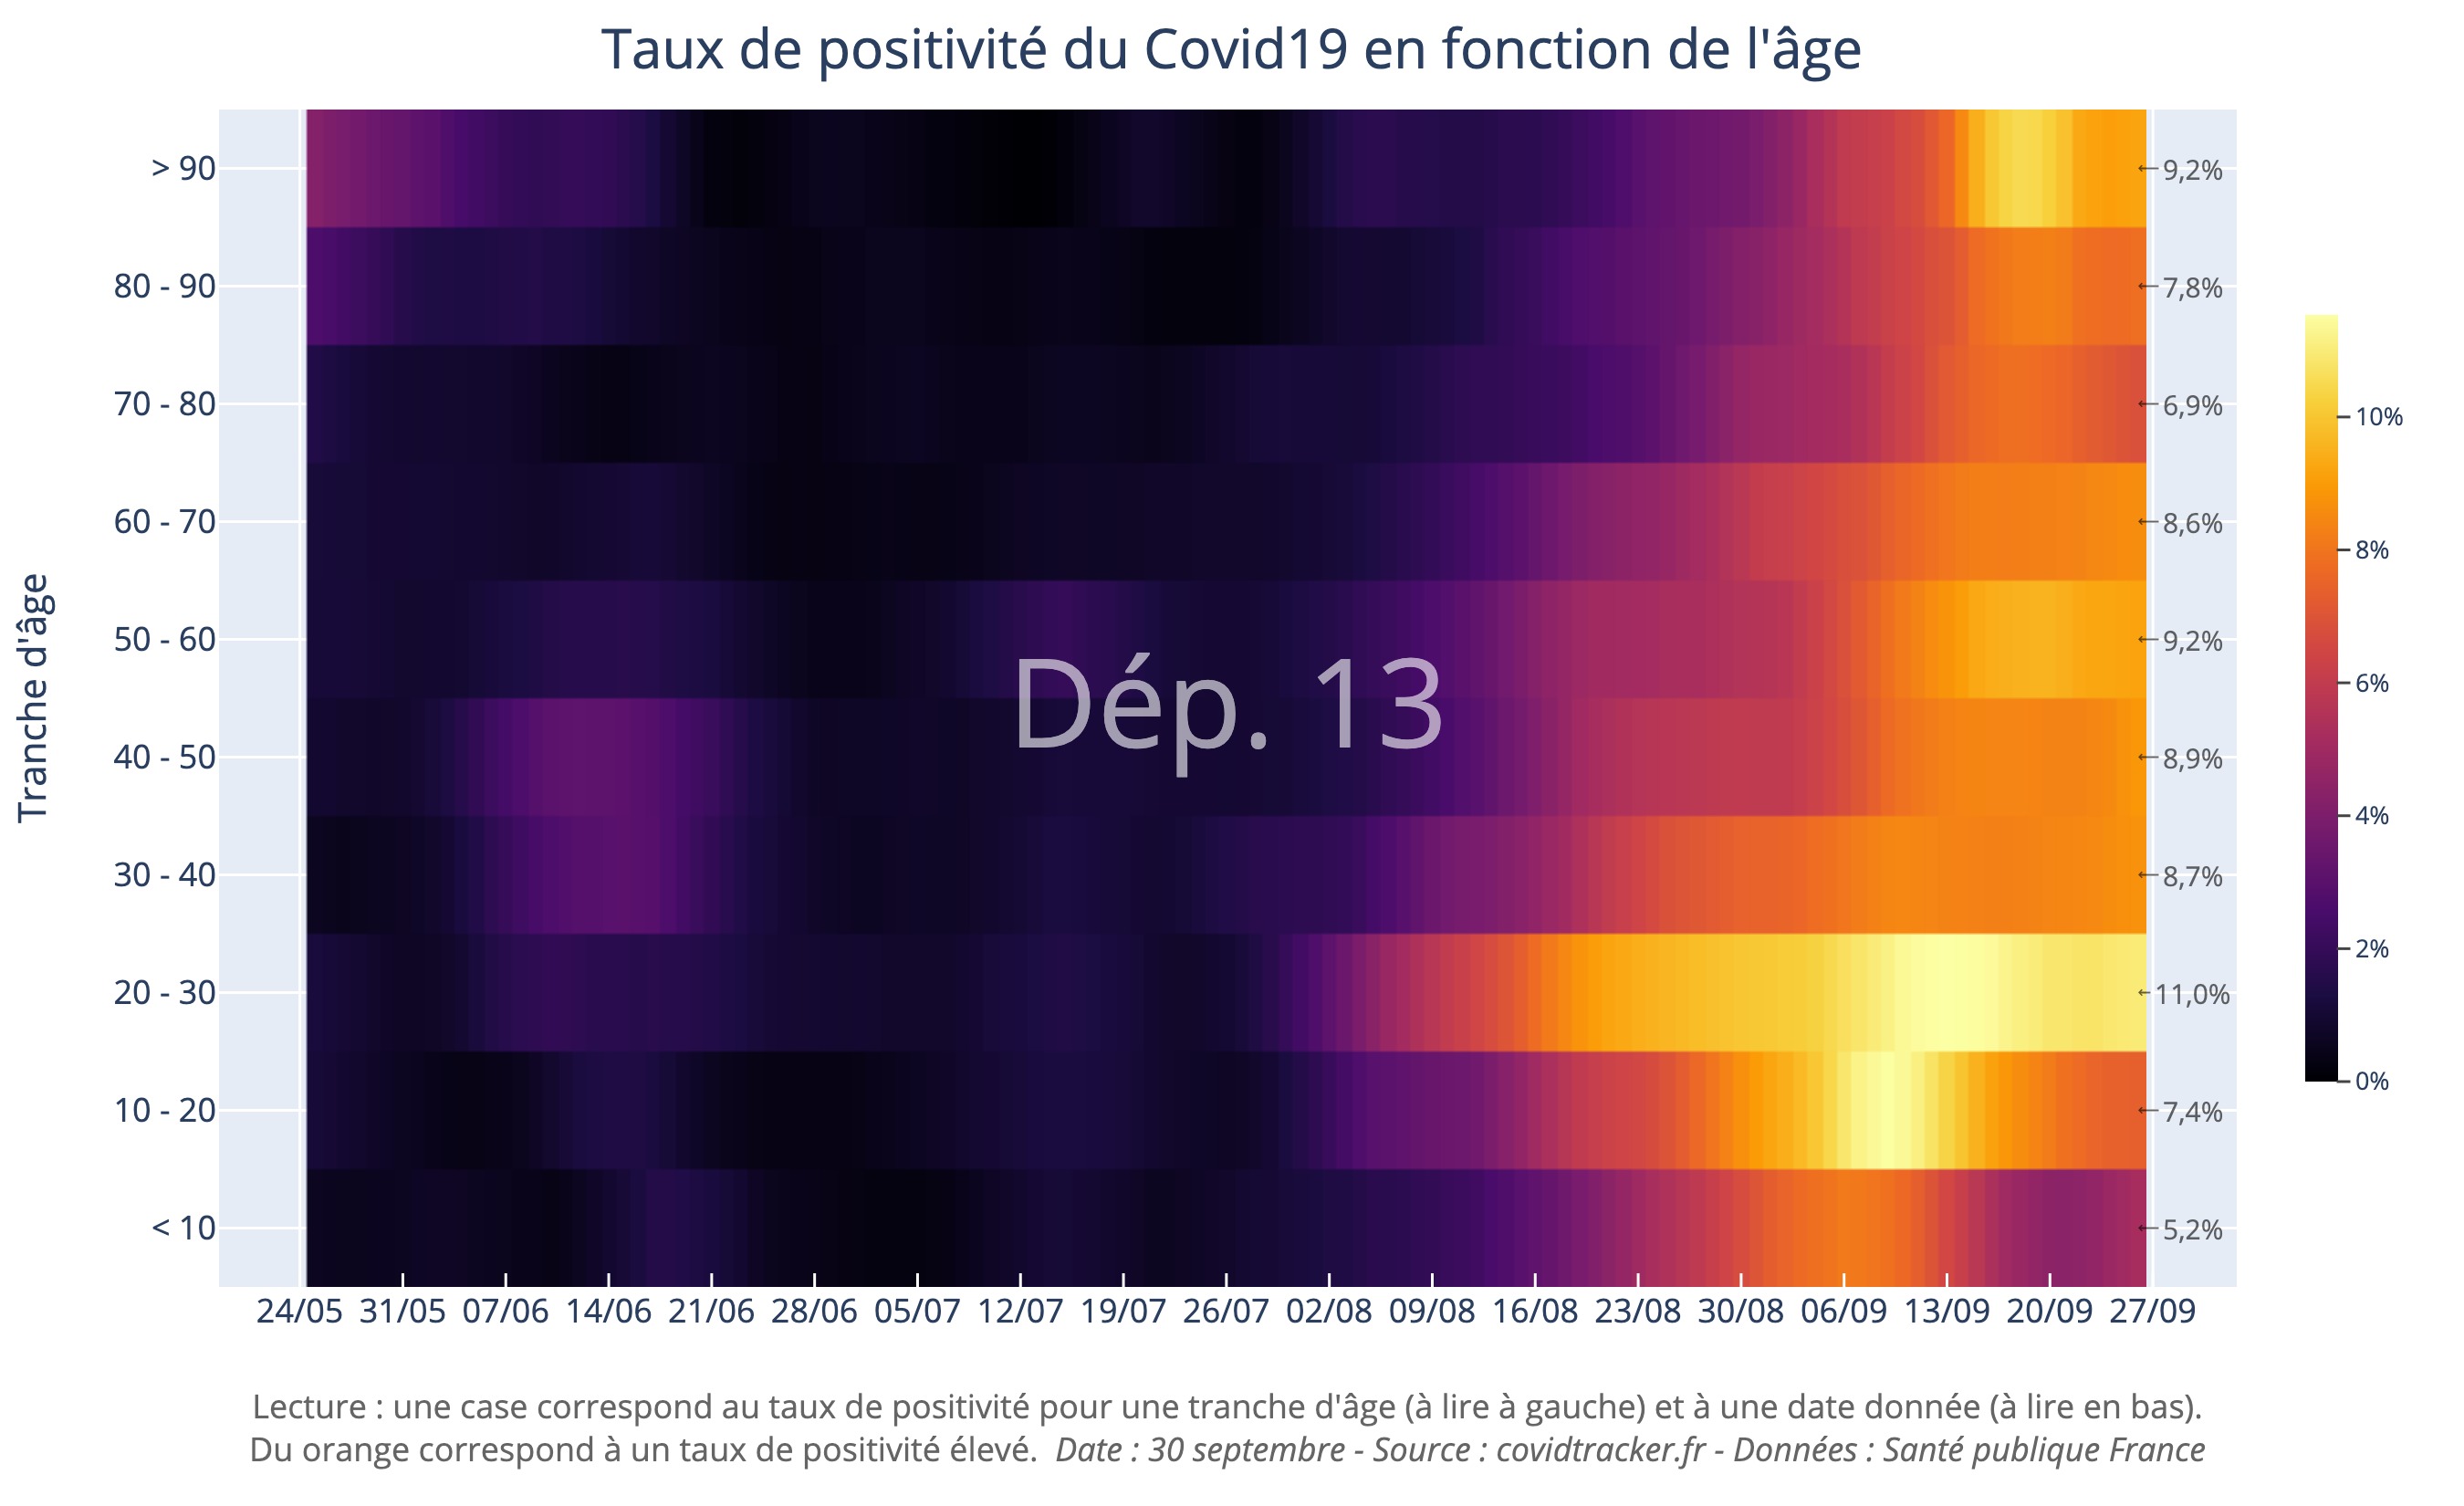 Taux de positivité du Covid19 en fonction de l'âge
Tranche d'âge
> 90
80 - 90
70 - 80
60 - 70
50 - 60
40 - 50
30 - 40
20 - 30
10 - 20
< 10
Dép. 13
←9,2%
←7,8%
←6,9%
←8,6%
←9,2%
←8,9%
←8,7%
←11,0%
←7,4%
←5,2%
10%
8%
6%
4%
2%
0%
24/05 31/05 07/06 14/06 21/06 28/06 05/07 12/07 19/07 26/07 02/08 09/08 16/08 23/08 30/08 06/09 13/09 20/09 27/09
Lecture : une case correspond au taux de positivité pour une tranche d'âge (à lire à gauche) et à une date donnée (à lire en bas).
Du orange correspond à un taux de positivité élevé. Date : 30 septembre - Source : covidtracker.fr - Données : Santé publique France